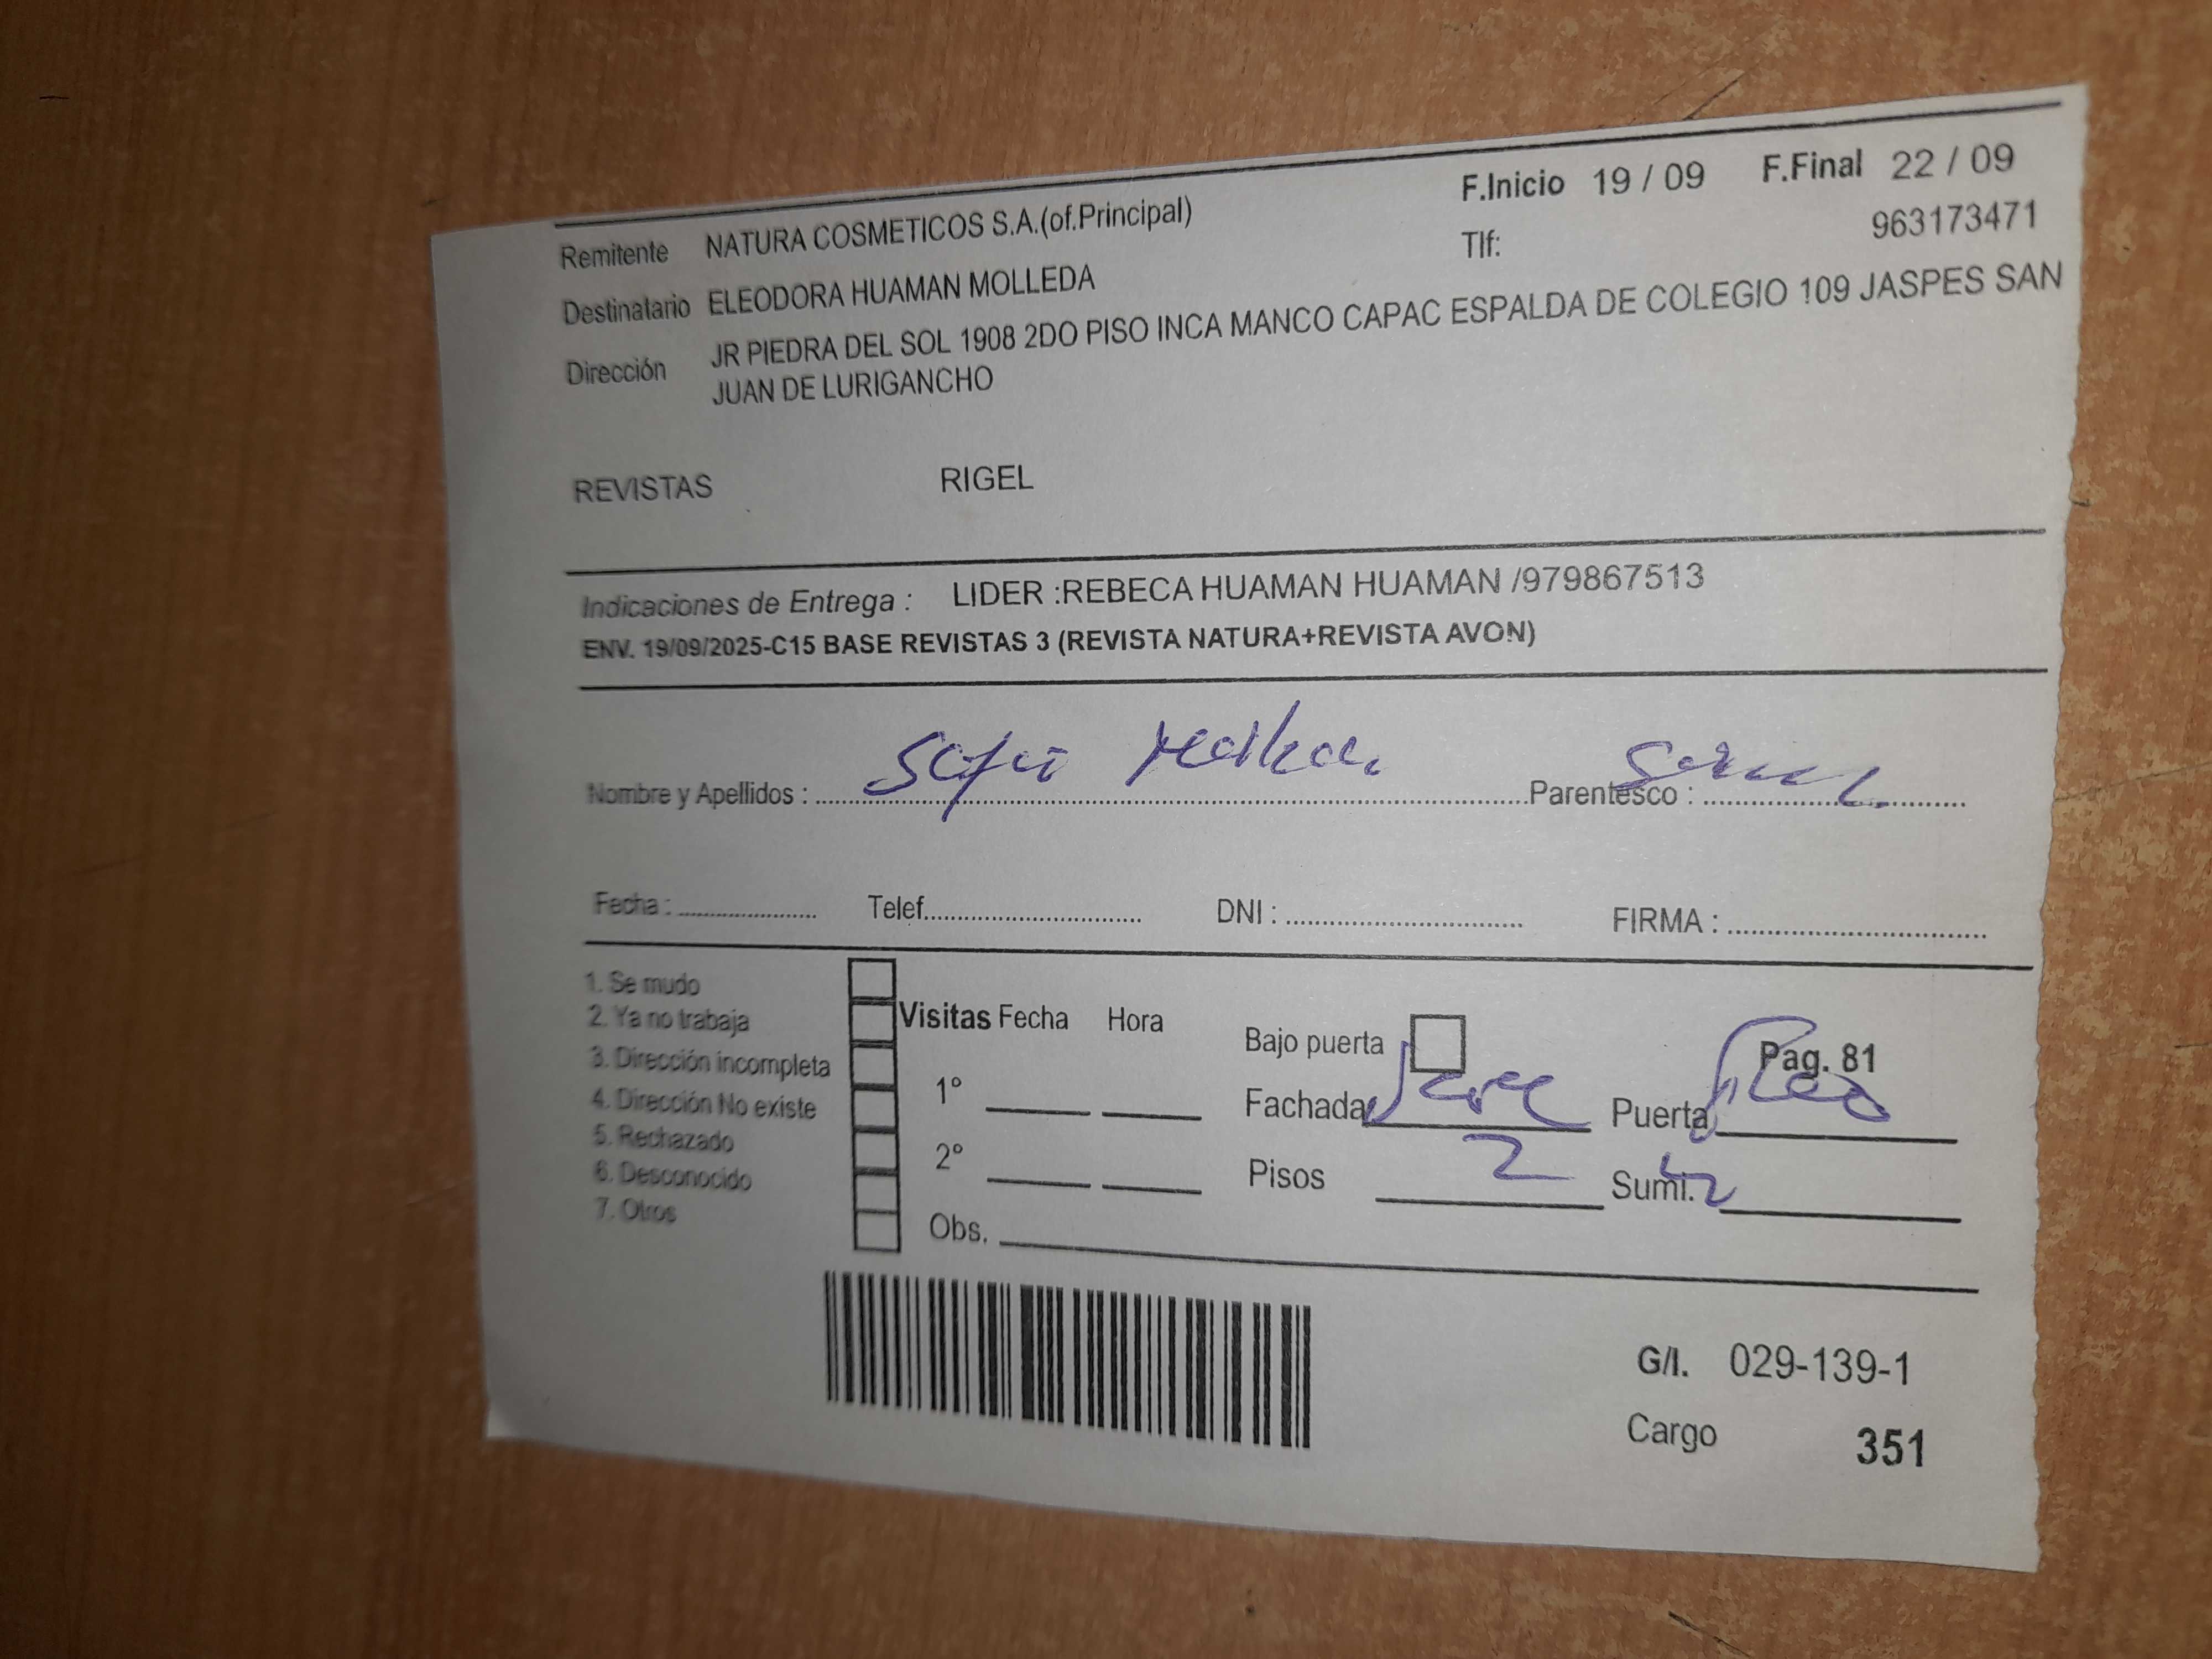 F.Inicio 19 / 09 F.Final 22 / 09
Remitente NATURA COSMETICOS S.A.(of.Principal) Tlf: 963173471
Destinatario ELEODORA HUAMAN MOLLEDA
Dirección JR PIEDRA DEL SOL 1908 2DO PISO INCA MANCO CAPAC ESPALDA DE COLEGIO 109 JASPES SAN
JUAN DE LURIGANCHO
REVISTAS RIGEL
Indicaciones de Entrega : LIDER :REBECA HUAMAN HUAMAN /979867513
ENV. 19/09/2025-C15 BASE REVISTAS 3 (REVISTA NATURA+REVISTA AVON)
Nombre y Apellidos : Parentesco :
Fecha : Telef. DNI : FIRMA :
1. Se mudo
2. Ya no trabaja
3. Dirección incompleta
4. Dirección No existe
5. Rechazado
6. Desconocido
7. Otros
Visitas Fecha Hora
1º
2º
Obs.
Bajo puerta Pag. 81
Fachada Puerta
Pisos 2 Sumi.
G/I. 029-139-1
Cargo 351